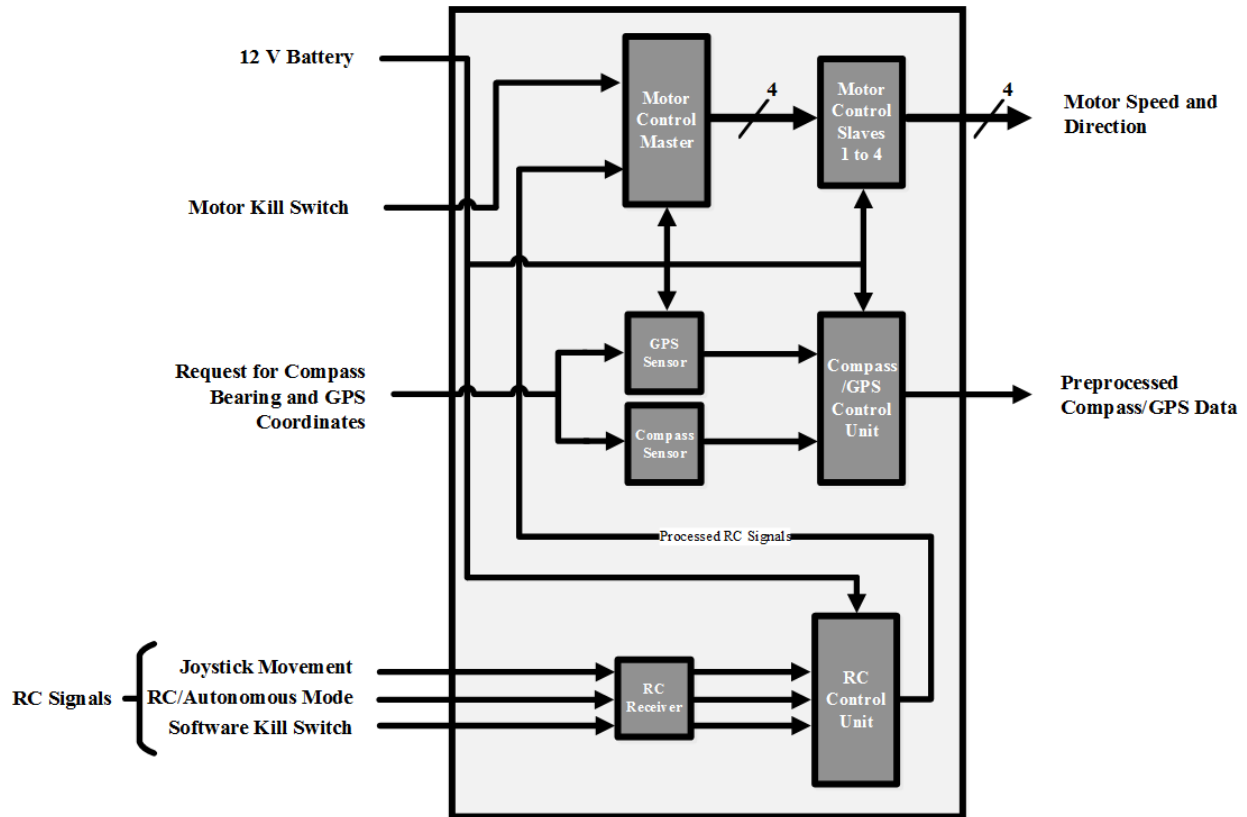 12 V Battery
Motor Kill Switch
Request for Compass
Bearing and GPS
Coordinates
RC Signals
Joystick Movement
RC/Autonomous Mode
Software Kill Switch
Motor
Control
Master
4
Motor
Control
Slaves
1 to 4
4
Motor Speed and
Direction
GPS
Sensor
Compass
Sensor
Compass
/GPS
Control
Unit
Preprocessed
Compass/GPS Data
Processed RC Signals
RC
Receiver
RC
Control
Unit